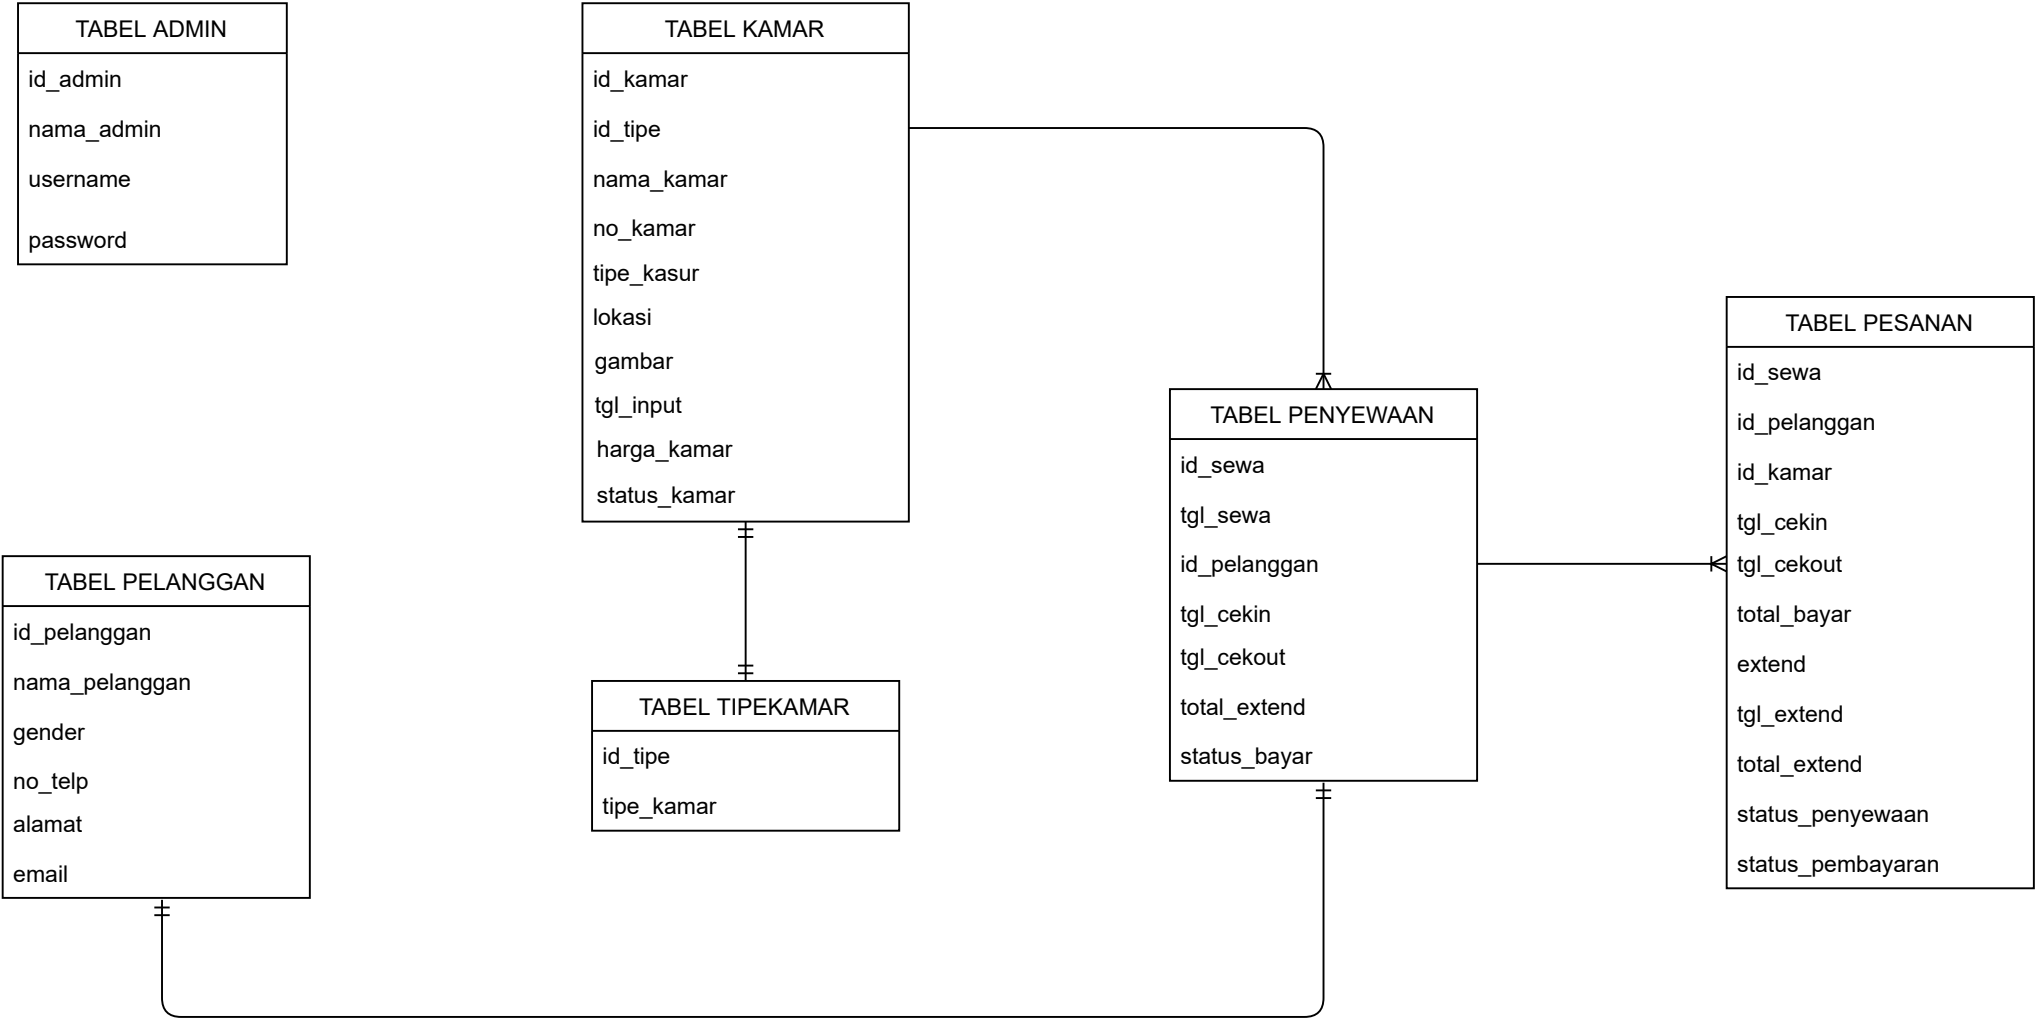 TABEL ADMIN
id_admin
nama_admin
username
password
TABEL KAMAR
id_kamar
id_tipe
nama_kamar
no_kamar
tipe_kasur
lokasi
gambar
tgl_input
harga_kamar
status_kamar
TABEL PELANGGAN
id_pelanggan
nama_pelanggan
gender
no_telp
alamat
email
TABEL TIPEKAMAR
id_tipe
tipe_kamar
TABEL PENYEWAAN
id_sewa
tgl_sewa
id_pelanggan
tgl_cekin
tgl_cekout
total_extend
status_bayar
TABEL PESANAN
id_sewa
id_pelanggan
id_kamar
tgl_cekin
tgl_cekout
total_bayar
extend
tgl_extend
total_extend
status_penyewaan
status_pembayaran